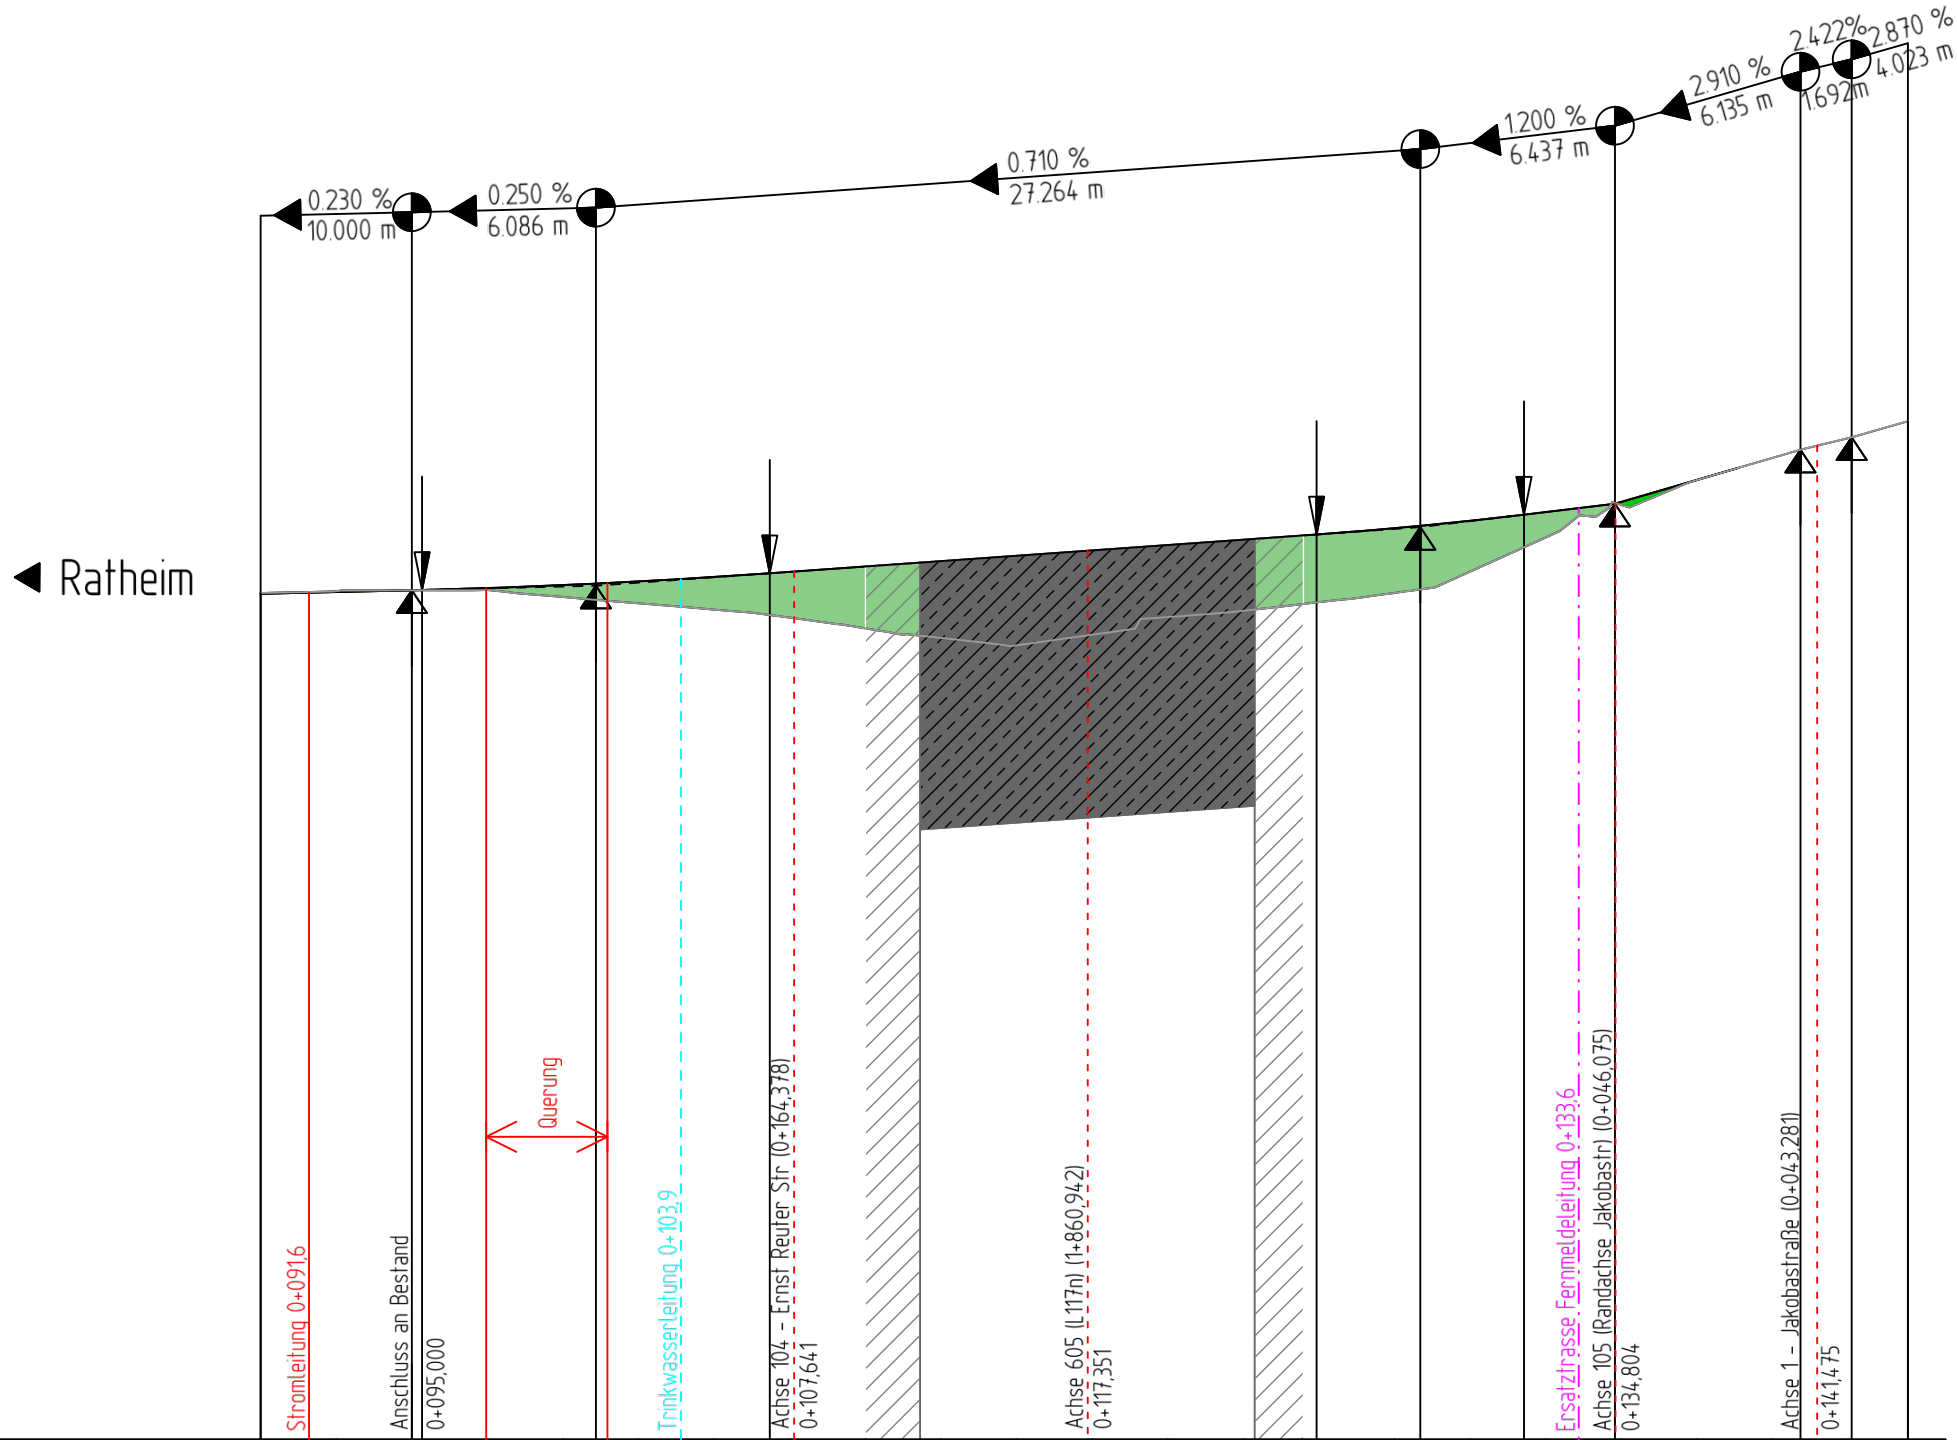 2.422%
2.870 %
4.023 m
2.910 %
6.135 m
1.692m
1.200 %
6.437 m
0.710 %
27.264 m
0.250 %
6.086 m
0.230 %
10.000 m
Ratheim
Stromleitung 0+091,6
Anschluss an Bestand
0+095,000
Querung
Trinkwasserleitung 0+103,9
Achse 104 - Ernst Reuter Str (0+164,378)
0+107,641
Achse 605 (L117n) (1+860,942)
0+117,351
Ersatztrasse Fernmeldeleitung 0+133,6
Achse 105 (Randachse Jakobastr) (0+046,075)
0+134,804
Achse 1 - Jakobastraße (0+043,281)
0+141,475